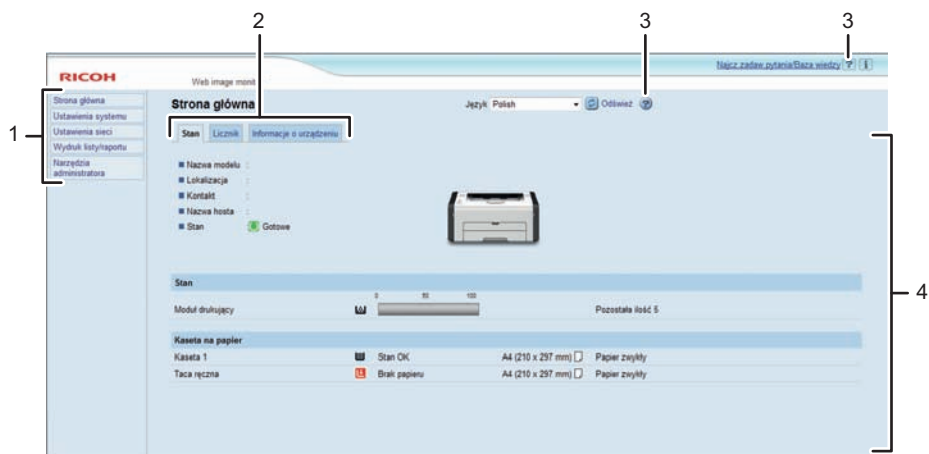 2 3 3
Najcz.zadaw.pytania/Baza wiedzy ? i
RICOH
Web image monit
1
Strona główna
Ustawienia systemu
Ustawienia sieci
Wydruk listy/raportu
Narzędzia
administratora
Strona główna
Język Polish Odśwież ?
Stan Licznik Informacje o urządzeniu
Nazwa modelu :
Lokalizacja :
Kontakt :
Nazwa hosta :
Stan : Gotowe
4
Stan
0 50 100
Moduł drukujący Pozostała ilość 5
Kaseta na papier
Kaseta 1 Stan OK A4 (210 x 297 mm) Papier zwykły
Taca ręczna Brak papieru A4 (210 x 297 mm) Papier zwykły